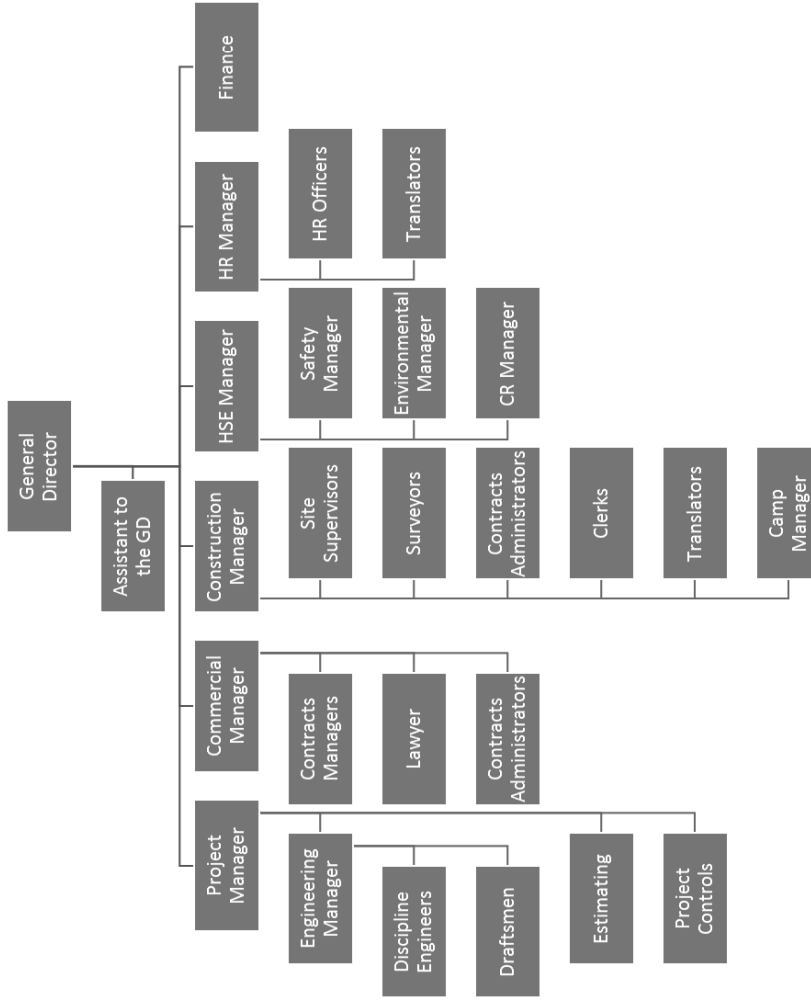 General
Director
Assistant to
the GD
Project
Manager
Commercial
Manager
Construction
Manager
HSE Manager
HR Manager
Finance
Engineering
Manager
Discipline
Engineers
Draftsmen
Estimating
Project
Controls
Contracts
Managers
Lawyer
Contracts
Administrators
Site
Supervisors
Surveyors
Contracts
Administrators
Clerks
Translators
Camp
Manager
Safety
Manager
Environmental
Manager
CR Manager
HR Officers
Translators